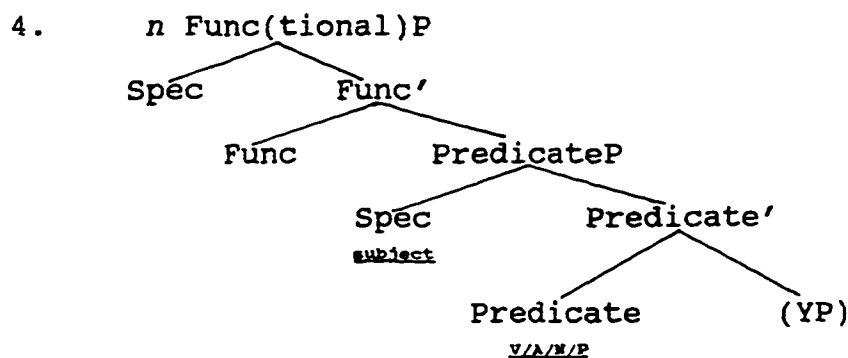 4. n Func(tional)P
Spec Func′
Func PredicateP
Spec Predicate′
subject
Predicate (YP)
V/A/N/P